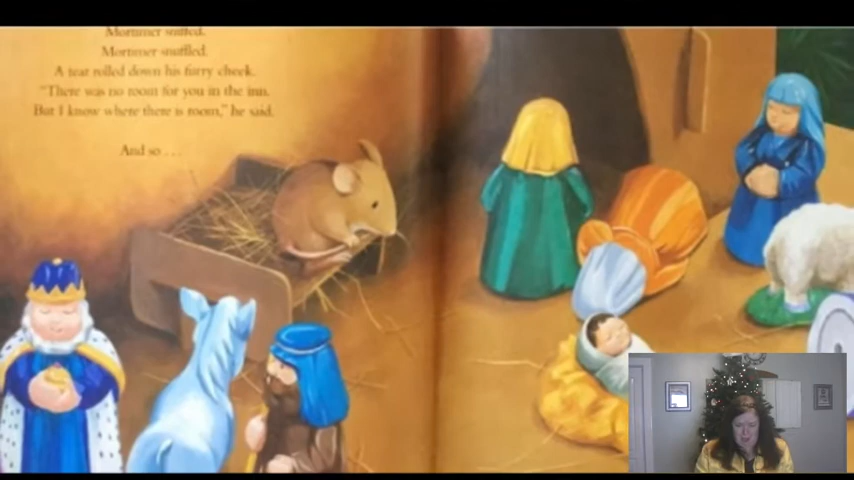 Mortimer sniffed.
Mortimer snuffled.
A tear rolled down his furry cheek.
"There was no room for you in the inn.
But I know where there is room," he said.
And so . . .